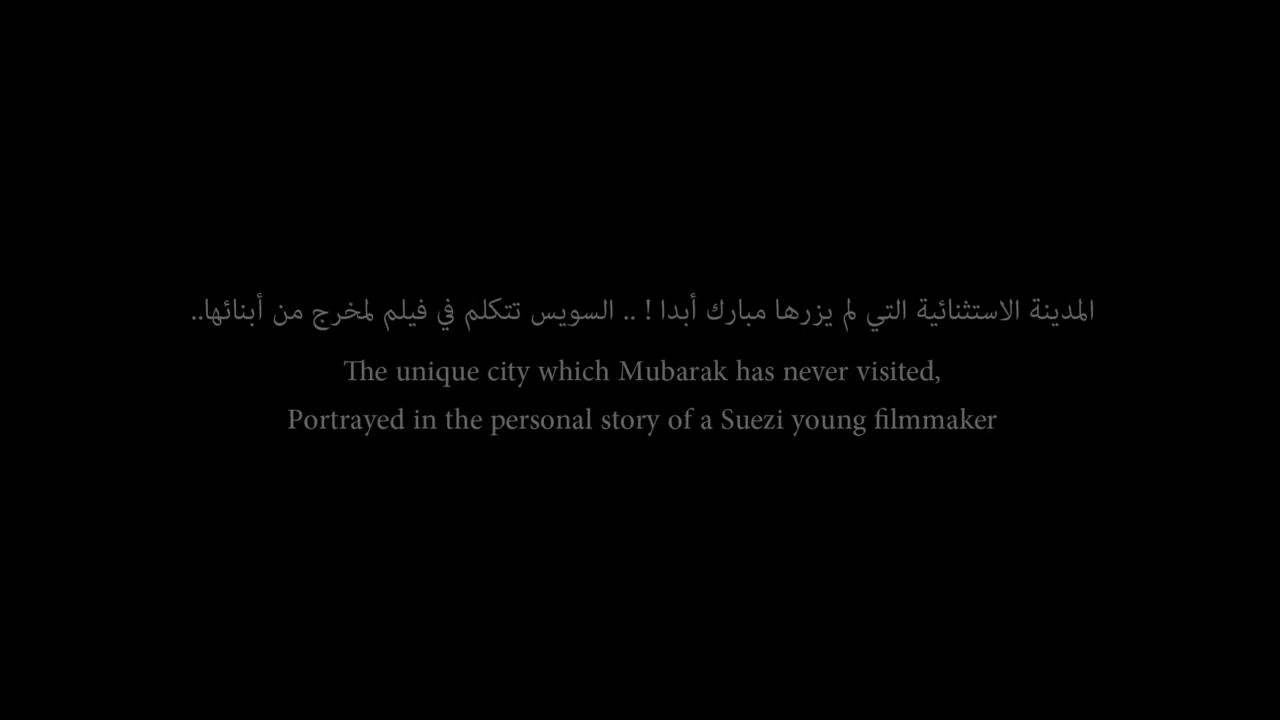 المدينة الاستثنائية التي لم يزرها مبارك أبدا ! .. السويس تتكلم في فيلم لمخرج من أبنائها..
The unique city which Mubarak has never visited,
Portrayed in the personal story of a Suezi young filmmaker